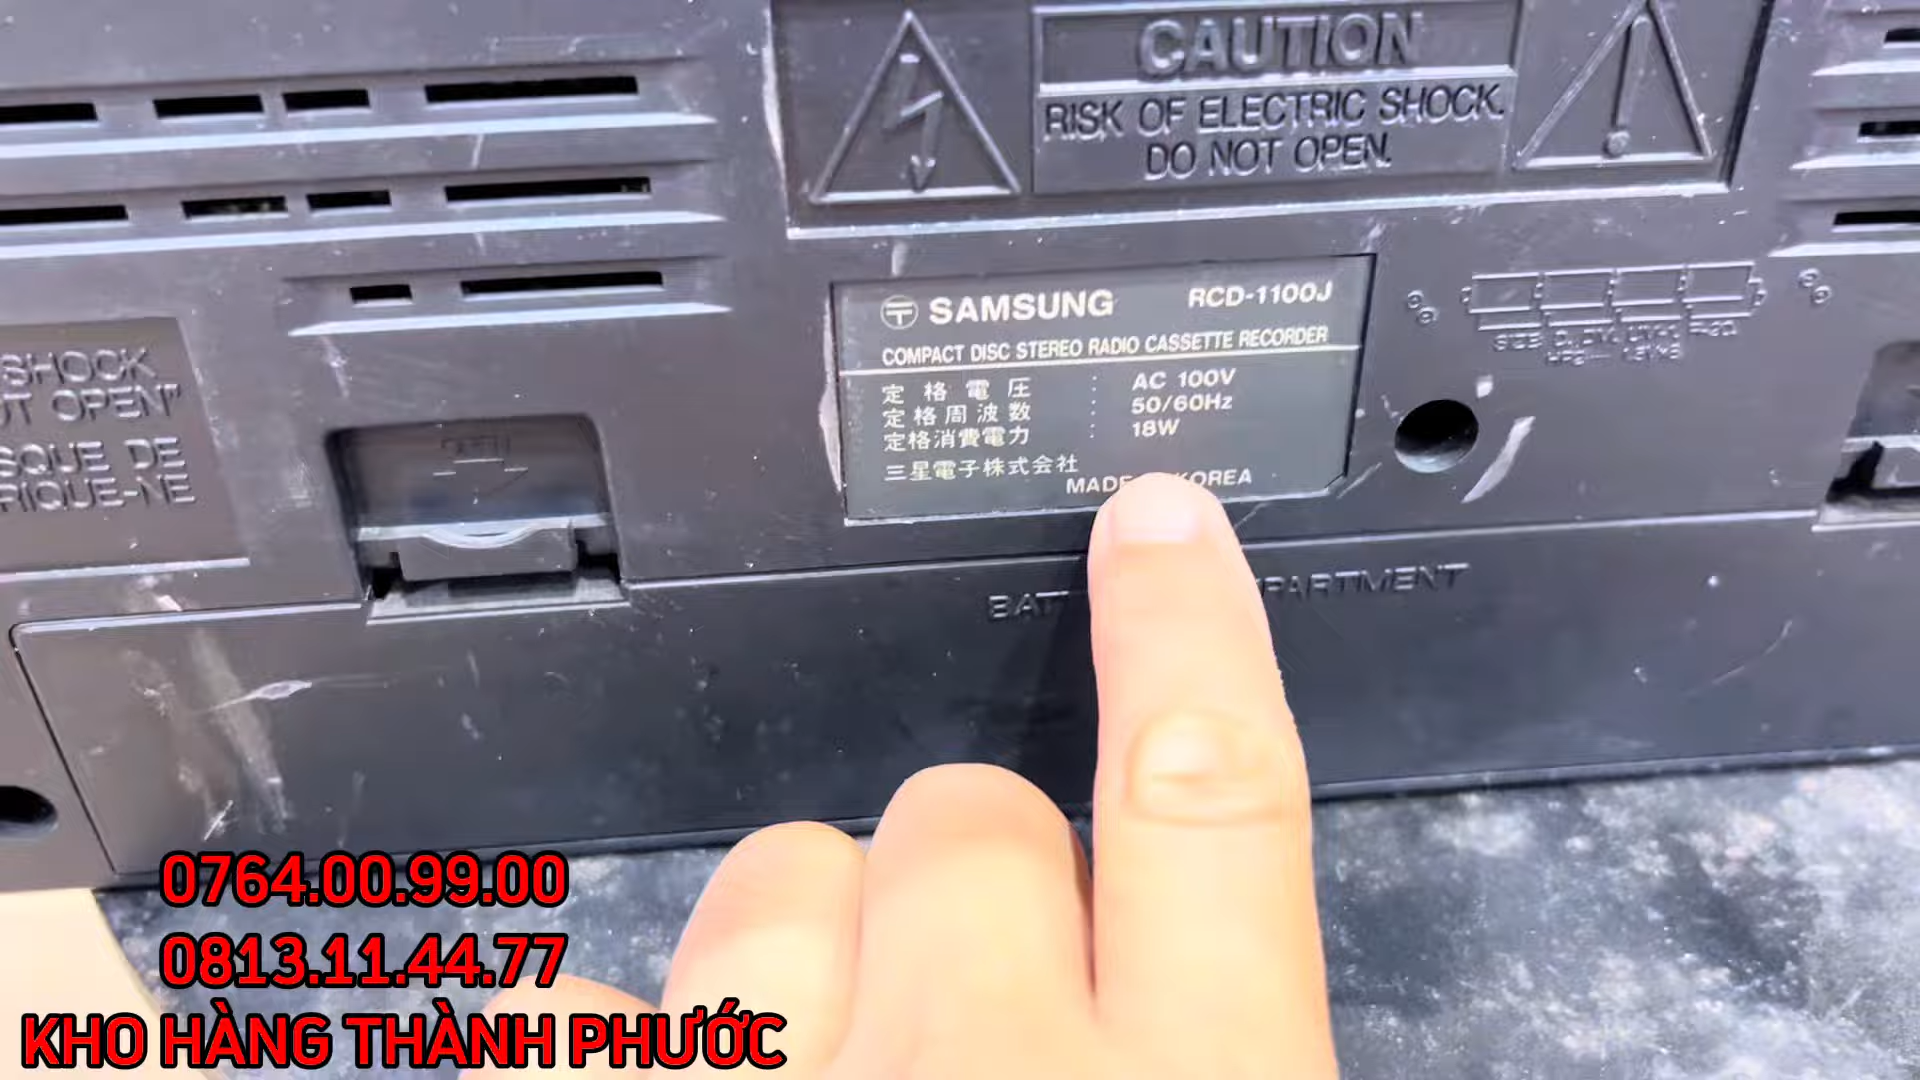 CAUTION
RISK OF ELECTRIC SHOCK.
DO NOT OPEN.
SAMSUNG RCD-1100J
COMPACT DISC STEREO RADIO CASSETTE RECORDER
定格電圧 : AC 100V
定格周波数 : 50/60Hz
定格消費電力 : 18W
三星電子株式会社
MADE KOREA
SHOCK
OPEN"
DE
BAT
0764.00.99.00
0813.11.44.77
KHO HÀNG THÀNH PHƯỚC